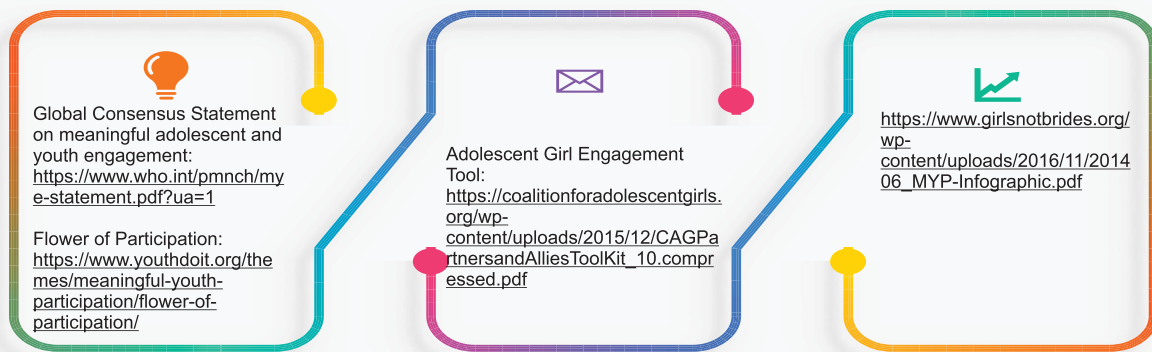 Global Consensus Statement
on meaningful adolescent and
youth engagement:
https://www.who.int/pmnch/my
e-statement.pdf?ua=1
Flower of Participation:
https://www.youthdoit.org/the
mes/meaningful-youth-
participation/flower-of-
participation/
Adolescent Girl Engagement
Tool:
https://coalitionforadolescentgirls.
org/wp-
content/uploads/2015/12/CAGPa
rtnersandAlliesToolKit_10.compr
essed.pdf
https://www.girlsnotbrides.org/
wp-
content/uploads/2016/11/2014
06_MYP-Infographic.pdf